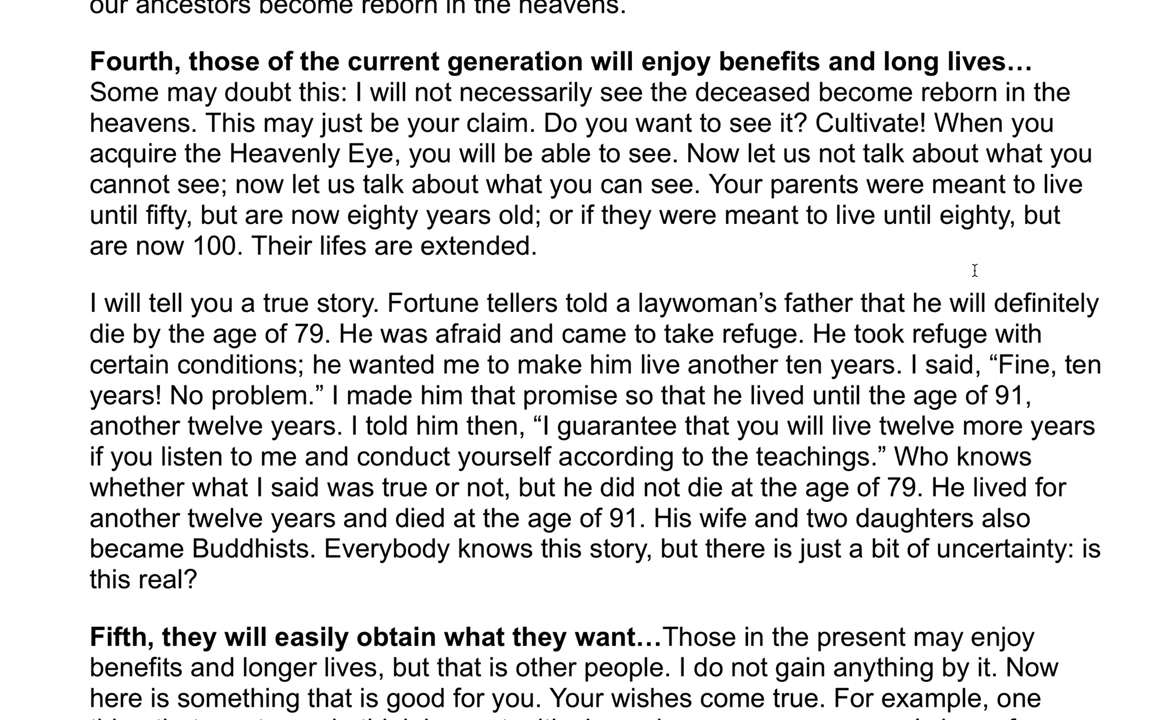 our ancestors become reborn in the heavens.
Fourth, those of the current generation will enjoy benefits and long lives…
Some may doubt this: I will not necessarily see the deceased become reborn in the
heavens. This may just be your claim. Do you want to see it? Cultivate! When you
acquire the Heavenly Eye, you will be able to see. Now let us not talk about what you
cannot see; now let us talk about what you can see. Your parents were meant to live
until fifty, but are now eighty years old; or if they were meant to live until eighty, but
are now 100. Their lifes are extended.
I will tell you a true story. Fortune tellers told a laywoman’s father that he will definitely
die by the age of 79. He was afraid and came to take refuge. He took refuge with
certain conditions; he wanted me to make him live another ten years. I said, “Fine, ten
years! No problem.” I made him that promise so that he lived until the age of 91,
another twelve years. I told him then, “I guarantee that you will live twelve more years
if you listen to me and conduct yourself according to the teachings.” Who knows
whether what I said was true or not, but he did not die at the age of 79. He lived for
another twelve years and died at the age of 91. His wife and two daughters also
became Buddhists. Everybody knows this story, but there is just a bit of uncertainty: is
this real?
Fifth, they will easily obtain what they want…Those in the present may enjoy
benefits and longer lives, but that is other people. I do not gain anything by it. Now
here is something that is good for you. Your wishes come true. For example, one